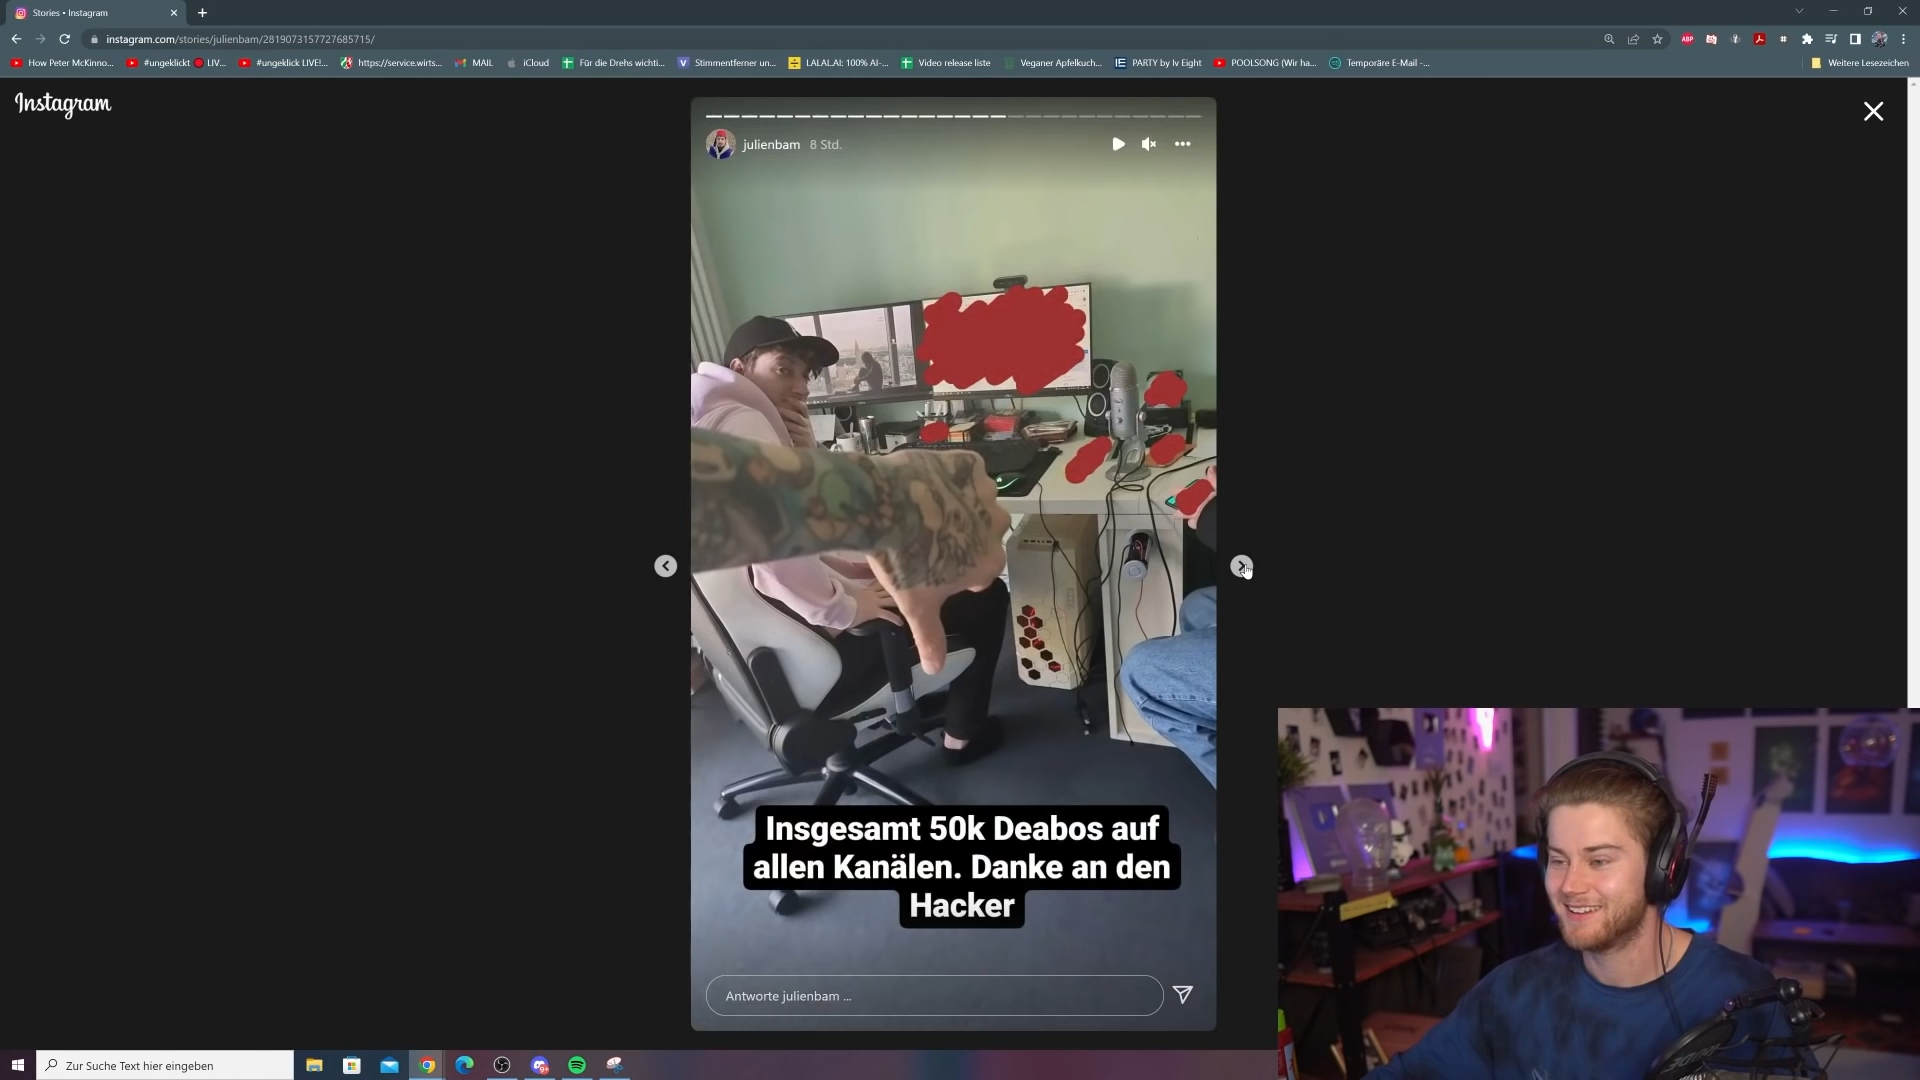 Stories • Instagram
instagram.com/stories/julienbam/2819073157727685715/
How Peter McKinno... #ungeklickt LIV... #ungeklick LIVE!... https://service.wirts... MAIL iCloud Für die Drehs wichti... Stimmentferner un... LALAL.AI: 100% AI-... Video release liste Veganer Apfelkuch... PARTY by Iv Eight POOLSONG (Wir ha... Temporäre E-Mail -... Weitere Lesezeichen
Instagram
julienbam 8 Std.
Insgesamt 50k Deabos auf
allen Kanälen. Danke an den
Hacker
Antworte julienbam ...
Zur Suche Text hier eingeben